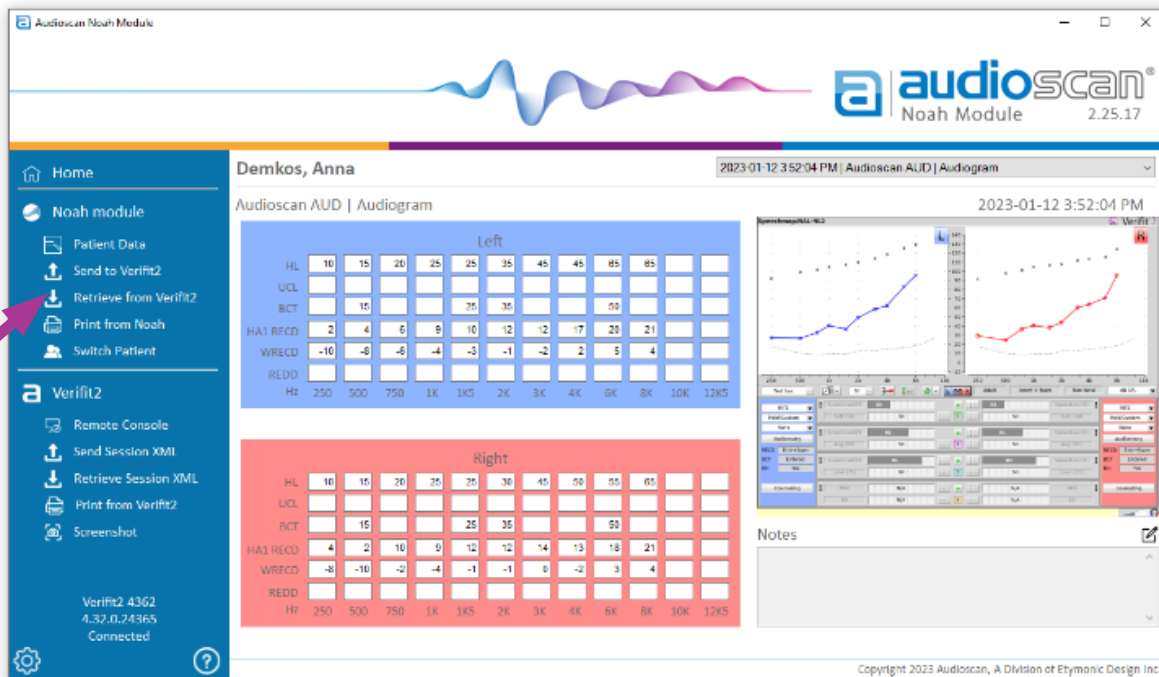 Audioscan Noah Module
audioscan®
Noah Module 2.25.17
Home
Noah module
Patient Data
Send to Verifit2
Retrieve from Verifit2
Print from Noah
Switch Patient
Verifit2
Remote Console
Send Session XML
Retrieve Session XML
Print from Verifit2
Screenshot
Verifit2 4362
4.32.0.24365
Connected
Demkos, Anna
2023-01-12 3:52:04 PM | Audioscan AUD | Audiogram
Audioscan AUD | Audiogram
2023-01-12 3:52:04 PM
Left
HL 10 15 20 25 25 35 45 45 65 65
UCL
BCT 15 25 35 50
HA1 RECD 2 4 6 9 10 12 12 17 20 21
WRECD -10 -8 -6 -4 -3 -1 -2 2 5 4
REDD
Hz 250 500 750 1K 1K5 2K 3K 4K 6K 8K 10K 12K5
Right
HL 10 15 20 25 25 30 45 50 55 65
UCL
BCT 15 25 35 50
HA1 RECD 4 2 10 9 12 12 14 13 18 21
WRECD -8 -10 -2 -4 -1 -1 0 -2 3 4
REDD
Hz 250 500 750 1K 1K5 2K 3K 4K 6K 8K 10K 12K5
Speechmap/NAL-NL2
Verifit 2
L
R
Notes
Copyright 2023 Audioscan, A Division of Etymonic Design Inc.